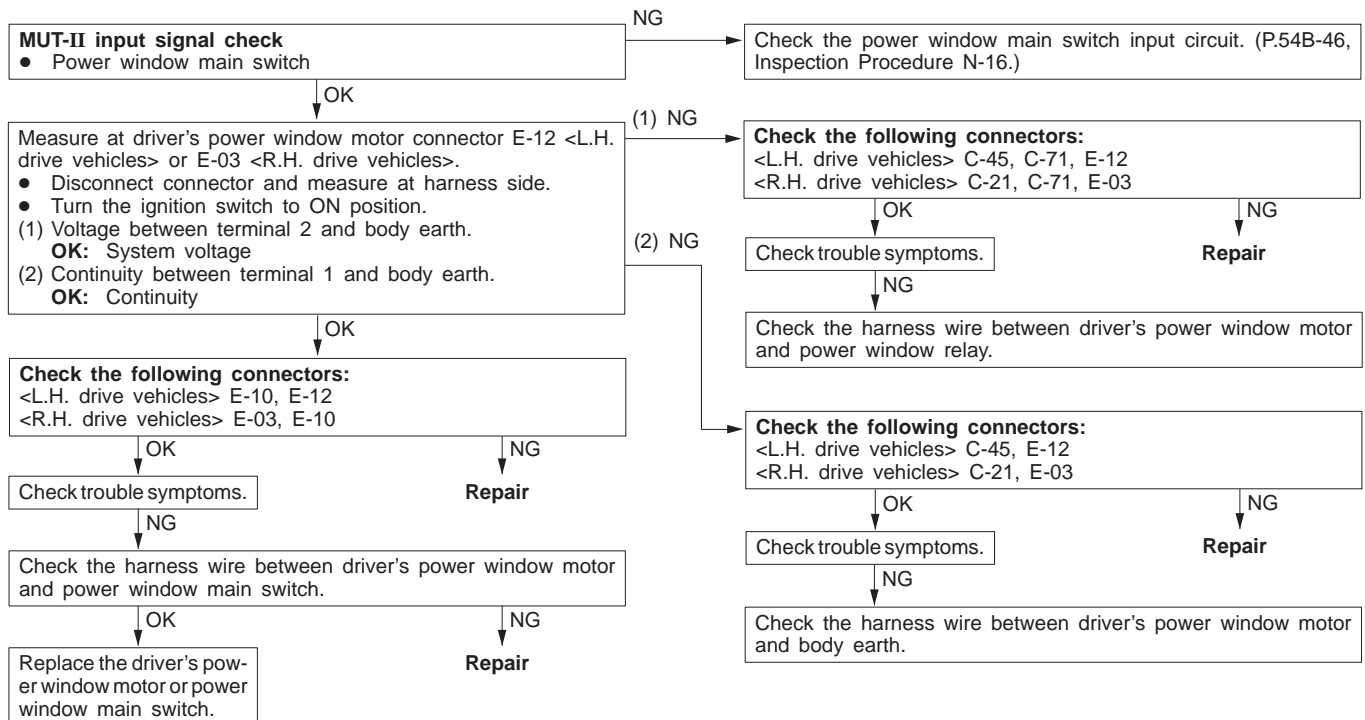 MUT-II input signal check
● Power window main switch
NG
Check the power window main switch input circuit. (P.54B-46,
Inspection Procedure N-16.)
OK
Measure at driver's power window motor connector E-12 <L.H.
drive vehicles> or E-03 <R.H. drive vehicles>.
● Disconnect connector and measure at harness side.
● Turn the ignition switch to ON position.
(1) Voltage between terminal 2 and body earth.
OK: System voltage
(2) Continuity between terminal 1 and body earth.
OK: Continuity
(1) NG
Check the following connectors:
<L.H. drive vehicles> C-45, C-71, E-12
<R.H. drive vehicles> C-21, C-71, E-03
OK
NG
Check trouble symptoms.
Repair
NG
Check the harness wire between driver's power window motor
and power window relay.
(2) NG
Check the following connectors:
<L.H. drive vehicles> C-45, E-12
<R.H. drive vehicles> C-21, E-03
OK
NG
Check trouble symptoms.
Repair
NG
Check the harness wire between driver's power window motor
and body earth.
OK
Check the following connectors:
<L.H. drive vehicles> E-10, E-12
<R.H. drive vehicles> E-03, E-10
OK
NG
Check trouble symptoms.
Repair
NG
Check the harness wire between driver's power window motor
and power window main switch.
OK
NG
Replace the driver's pow-
er window motor or power
window main switch.
Repair